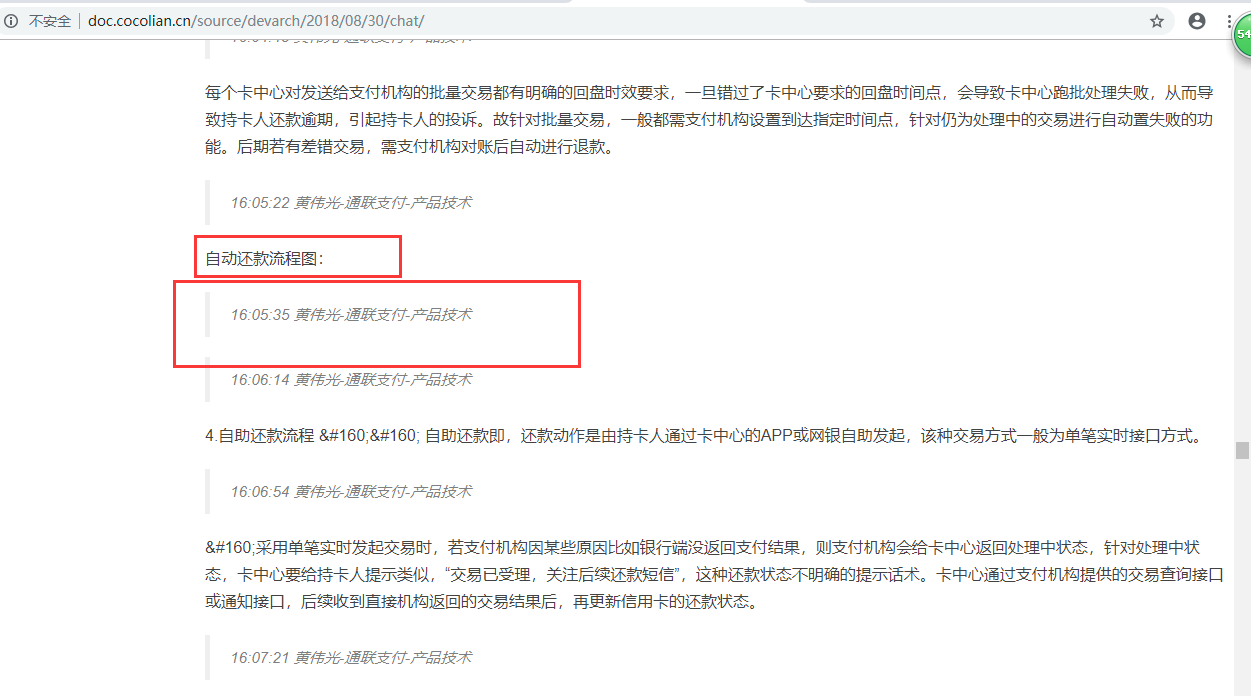 不安全 doc.cocolian.cn/source/devarch/2018/08/30/chat/
54
每个卡中心对发送给支付机构的批量交易都有明确的回盘时效要求，一旦错过了卡中心要求的回盘时间点，会导致卡中心跑批处理失败，从而导
致持卡人还款逾期，引起持卡人的投诉。故针对批量交易，一般都需支付机构设置到达指定时间点，针对仍为处理中的交易进行自动置失败的功
能。后期若有差错交易，需支付机构对账后自动进行退款。
16:05:22 黄伟光-通联支付-产品技术
自动还款流程图：
16:05:35 黄伟光-通联支付-产品技术
16:06:14 黄伟光-通联支付-产品技术
4.自助还款流程 &#160;&#160; 自助还款即，还款动作是由持卡人通过卡中心的APP或网银自助发起，该种交易方式一般为单笔实时接口方式。
16:06:54 黄伟光-通联支付-产品技术
&#160;采用单笔实时发起交易时，若支付机构因某些原因比如银行端没返回支付结果，则支付机构会给卡中心返回处理中状态，针对处理中状
态，卡中心要给持卡人提示类似，“交易已受理，关注后续还款短信”，这种还款状态不明确的提示话术。卡中心通过支付机构提供的交易查询接口
或通知接口，后续收到直接机构返回的交易结果后，再更新信用卡的还款状态。
16:07:21 黄伟光-通联支付-产品技术